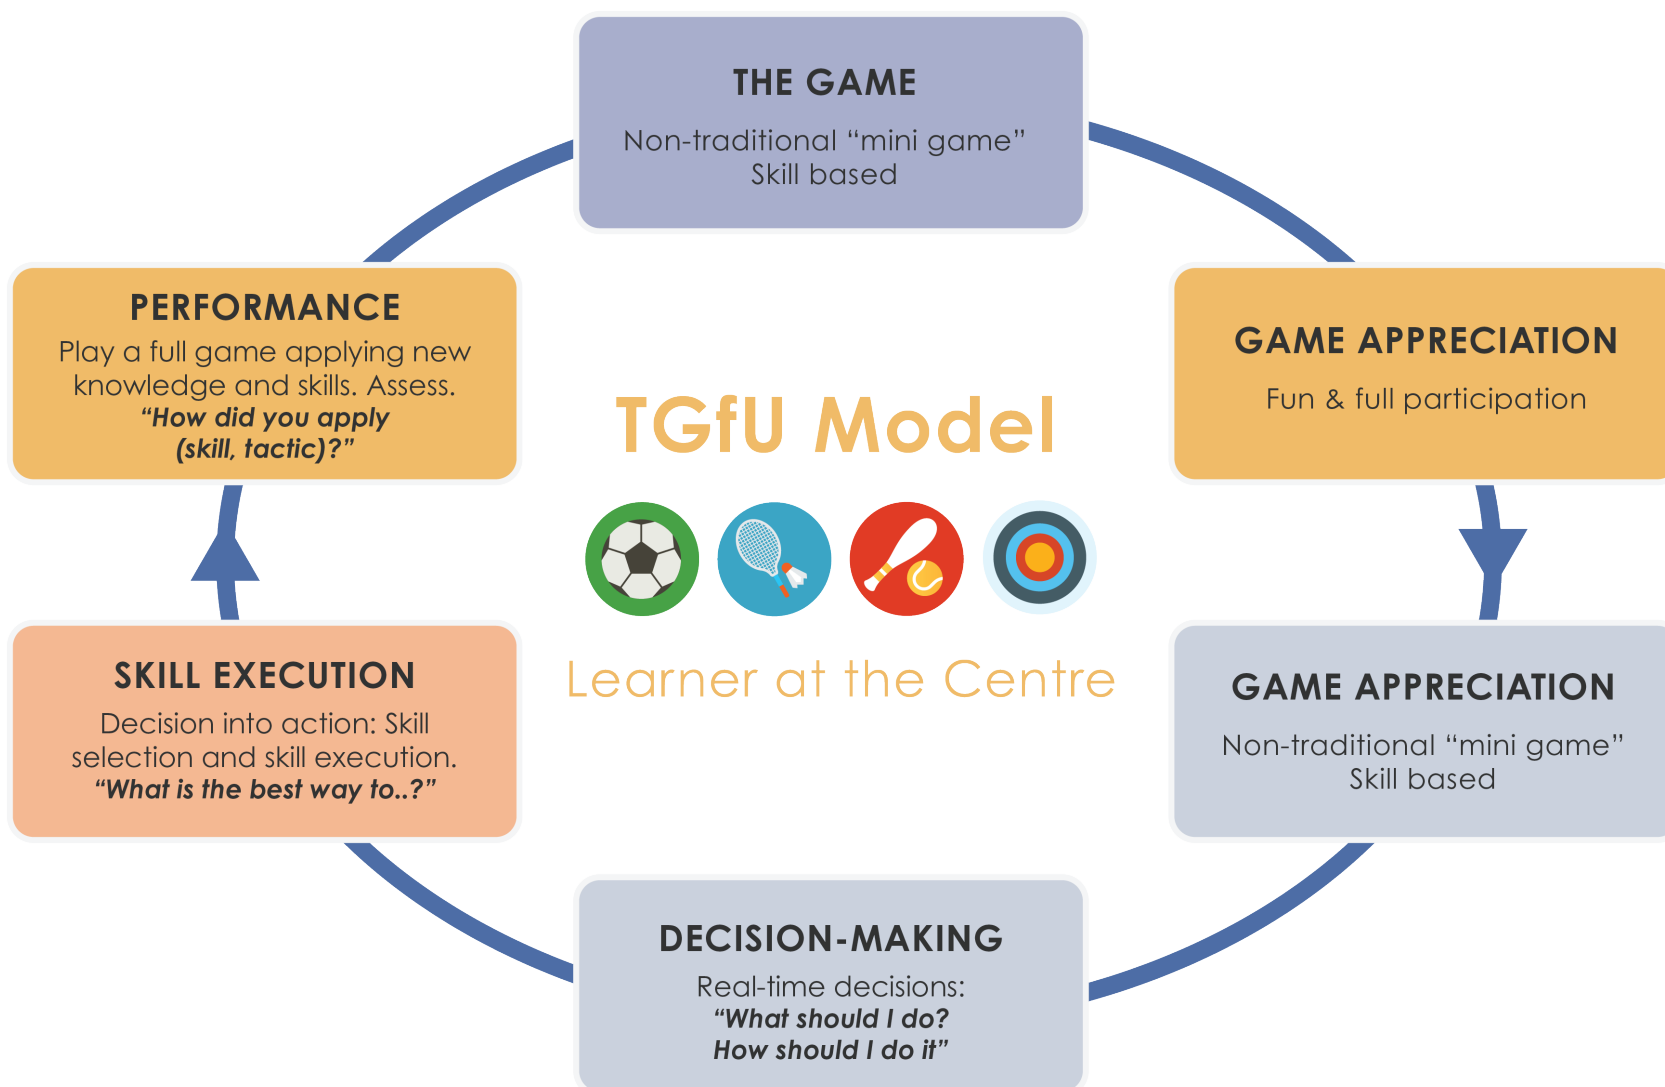 THE GAME
Non-traditional “mini game”
Skill based
PERFORMANCE
Play a full game applying new
knowledge and skills. Assess.
“How did you apply
(skill, tactic)?”
GAME APPRECIATION
Fun & full participation
TGfU Model
Learner at the Centre
SKILL EXECUTION
Decision into action: Skill
selection and skill execution.
“What is the best way to..?”
GAME APPRECIATION
Non-traditional “mini game”
Skill based
DECISION-MAKING
Real-time decisions:
“What should I do?
How should I do it”